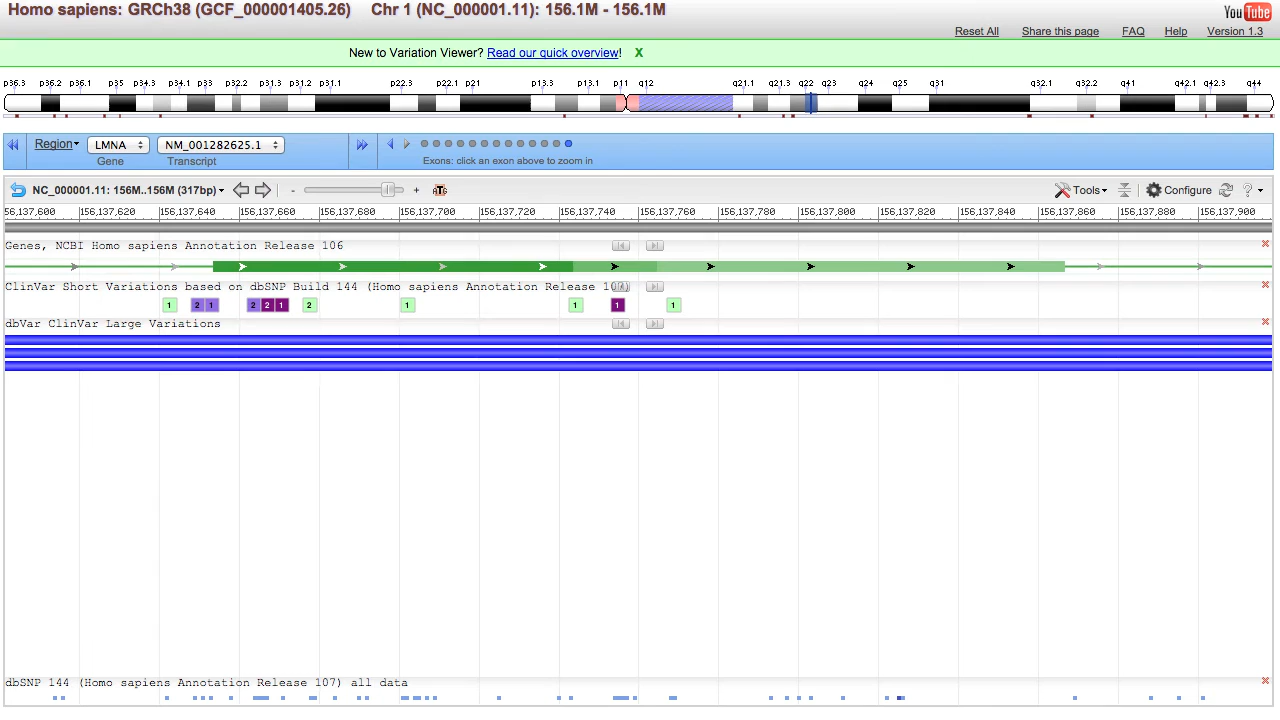 Homo sapiens: GRCh38 (GCF_000001405.26) Chr 1 (NC_000001.11): 156.1M - 156.1M
YouTube
Reset All Share this page FAQ Help Version 1.3
New to Variation Viewer? Read our quick overview! X
p36.3 p36.2 p36.1 p35 p34.3 p34.1 p33 p32.2 p31.3 p31.2 p31.1 p22.3 p22.1 p21 p13.3 p13.1 p11 q12 q21.1 q21.3 q22 q23 q24 q25 q31 q32.1 q32.2 q41 q42.1 q42.3 q44
Region LMNA NM_001282625.1
Gene Transcript Exons: click an exon above to zoom in
NC_000001.11: 156M..156M (317bp) - + ATG Tools Configure ?
56,137,600 156,137,620 156,137,640 156,137,660 156,137,680 156,137,700 156,137,720 156,137,740 156,137,760 156,137,780 156,137,800 156,137,820 156,137,840 156,137,860 156,137,880 156,137,900
Genes, NCBI Homo sapiens Annotation Release 106
ClinVar Short Variations based on dbSNP Build 144 (Homo sapiens Annotation Release 107)
1 2 1 2 2 1 2 1 1 1 1
dbVar ClinVar Large Variations
dbSNP 144 (Homo sapiens Annotation Release 107) all data